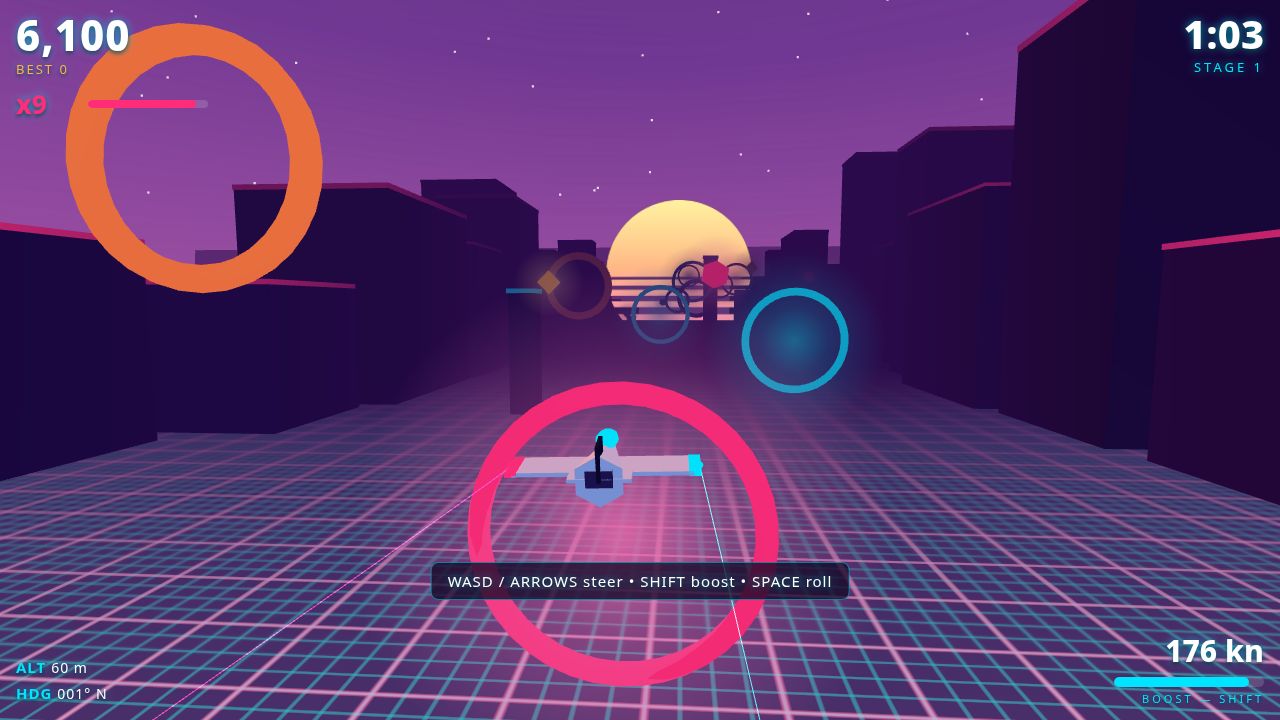 6,100
BEST 0
x9
1:03
STAGE 1
WASD / ARROWS steer • SHIFT boost • SPACE roll
ALT 60 m
HDG 001° N
176 kn
BOOST — SHIFT